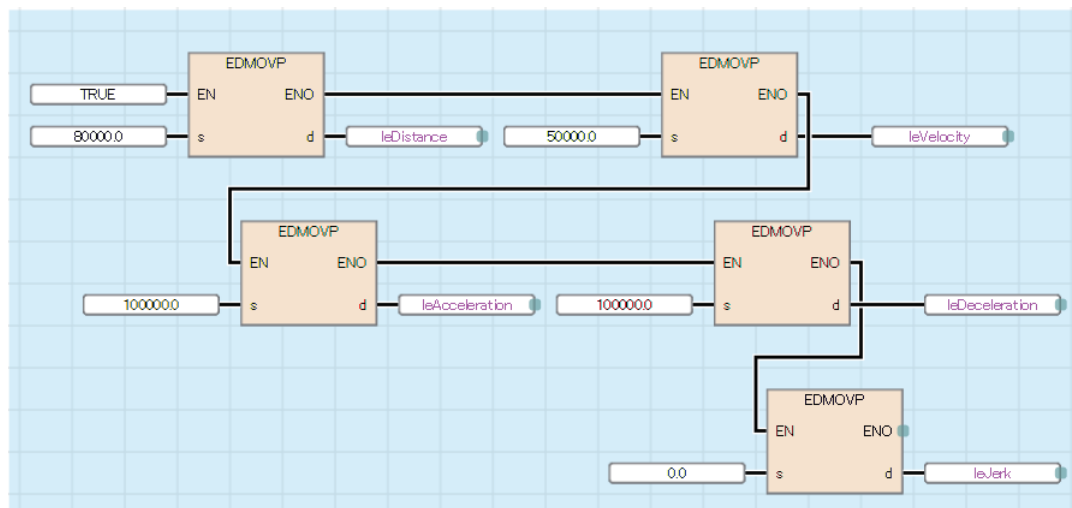 EDMOVP EDMOVP
TRUE EN ENO EN ENO
80000.0 s d leDistance 50000.0 s d leVelocity
EDMOVP EDMOVP
EN ENO EN ENO
100000.0 s d leAcceleration 100000.0 s d leDeceleration
EDMOVP
EN ENO
0.0 s d leJerk